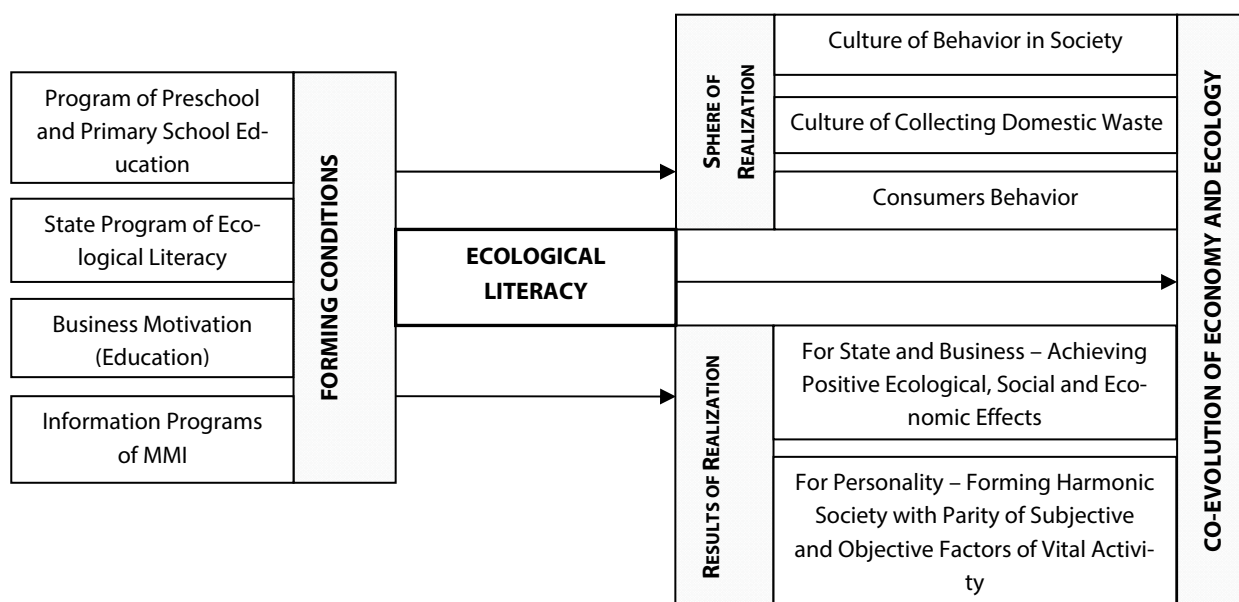 Program of Preschool
and Primary School Ed-
ucation
State Program of Eco-
logical Literacy
Business Motivation
(Education)
Information Programs
of MMI
FORMING CONDITIONS
ECOLOGICAL
LITERACY
SPHERE OF
REALIZATION
Culture of Behavior in Society
Culture of Collecting Domestic Waste
Consumers Behavior
RESULTS OF REALIZATION
For State and Business – Achieving
Positive Ecological, Social and Eco-
nomic Effects
For Personality – Forming Harmonic
Society with Parity of Subjective
and Objective Factors of Vital Activi-
ty
CO-EVOLUTION OF ECONOMY AND ECOLOGY